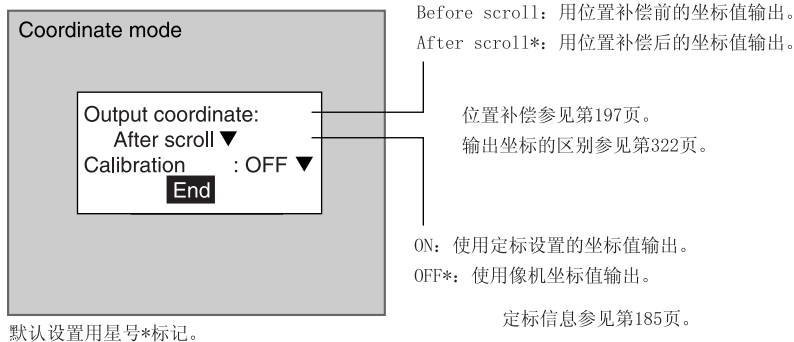 Coordinate mode
Output coordinate:
After scroll▼
Calibration : OFF ▼
End
Before scroll：用位置补偿前的坐标值输出。
After scroll*：用位置补偿后的坐标值输出。
位置补偿参见第197页。
输出坐标的区别参见第322页。
ON：使用定标设置的坐标值输出。
OFF*：使用像机坐标值输出。
定标信息参见第185页。
默认设置用星号*标记。